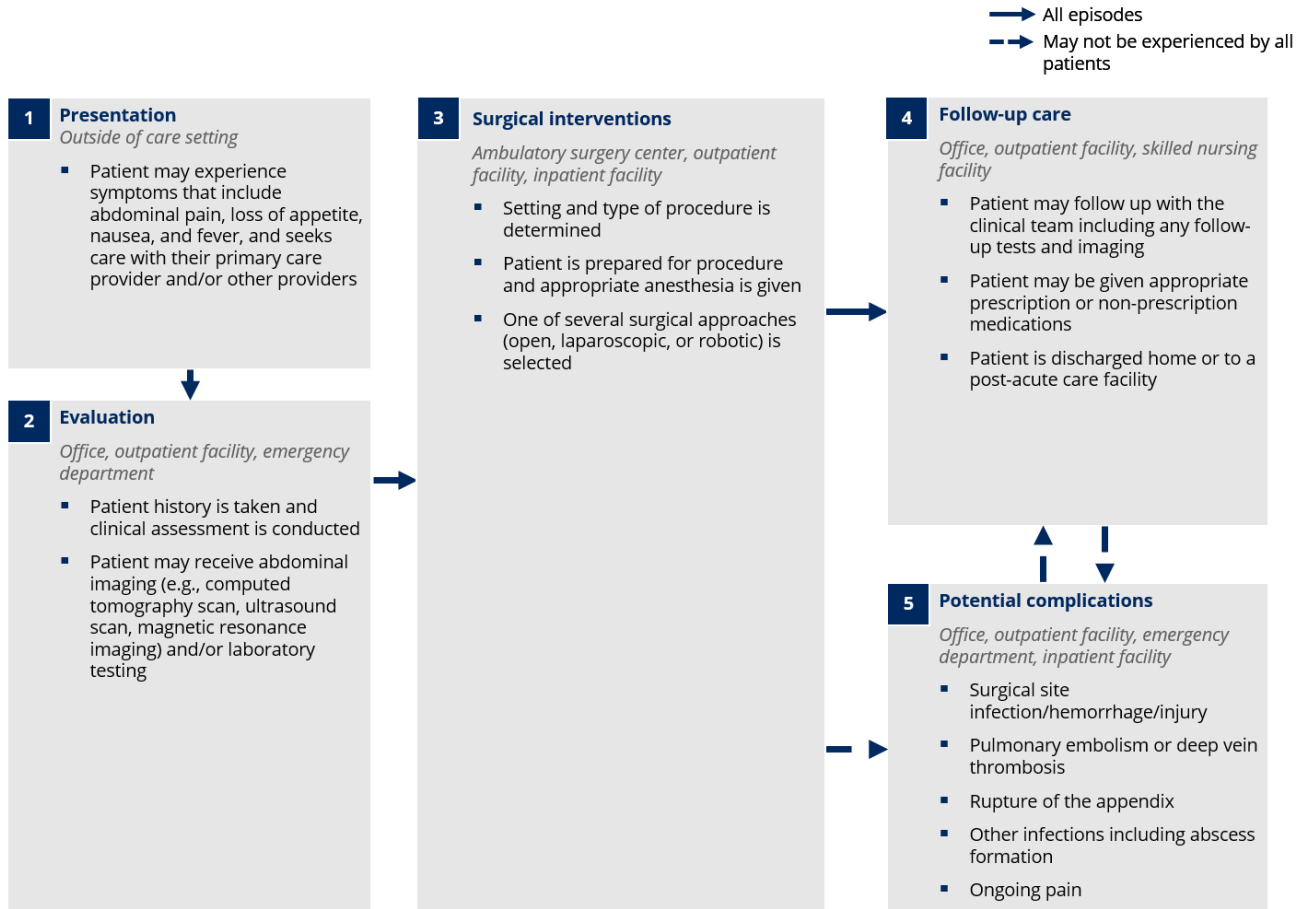 All episodes
May not be experienced by all
patients
1
Presentation
Outside of care setting
Patient may experience
symptoms that include
abdominal pain, loss of appetite,
nausea, and fever, and seeks
care with their primary care
provider and/or other providers
2
Evaluation
Office, outpatient facility, emergency
department
Patient history is taken and
clinical assessment is conducted
Patient may receive abdominal
imaging (e.g., computed
tomography scan, ultrasound
scan, magnetic resonance
imaging) and/or laboratory
testing
3
Surgical interventions
Ambulatory surgery center, outpatient
facility, inpatient facility
Setting and type of procedure is
determined
Patient is prepared for procedure
and appropriate anesthesia is given
One of several surgical approaches
(open, laparoscopic, or robotic) is
selected
4
Follow-up care
Office, outpatient facility, skilled nursing
facility
Patient may follow up with the
clinical team including any follow-
up tests and imaging
Patient may be given appropriate
prescription or non-prescription
medications
Patient is discharged home or to a
post-acute care facility
5
Potential complications
Office, outpatient facility, emergency
department, inpatient facility
Surgical site
infection/hemorrhage/injury
Pulmonary embolism or deep vein
thrombosis
Rupture of the appendix
Other infections including abscess
formation
Ongoing pain